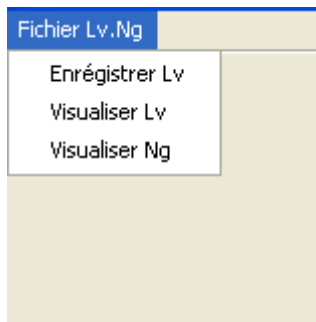 Fichier Lv.Ng
Enrégistrer Lv
Visualiser Lv
Visualiser Ng